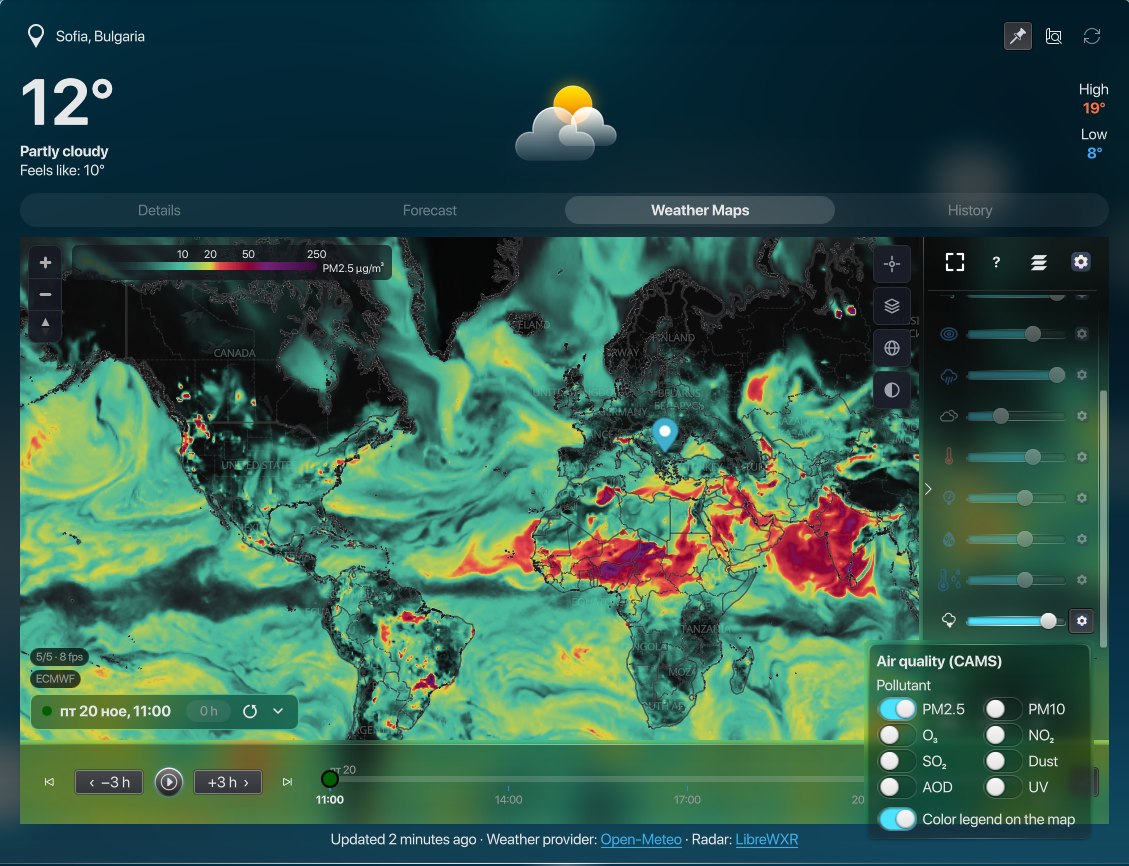 Sofia, Bulgaria
12°
Partly cloudy
Feels like: 10°
High
19°
Low
8°
Details
Forecast
Weather Maps
History
+
−
▲
10 20 50 250
PM2.5 µg/m³
?
CANADA
UNITED STATES
FINLAND
TANZAN
5/5 · 8 fps
ECMWF
пт 20 ное, 11:00
0 h
‹ −3 h
+3 h ›
пт 20
11:00
14:00
17:00
20
Air quality (CAMS)
Pollutant
PM2.5
PM10
O₃
NO₂
SO₂
Dust
AOD
UV
Color legend on the map
Updated 2 minutes ago · Weather provider: Open-Meteo · Radar: LibreWXR